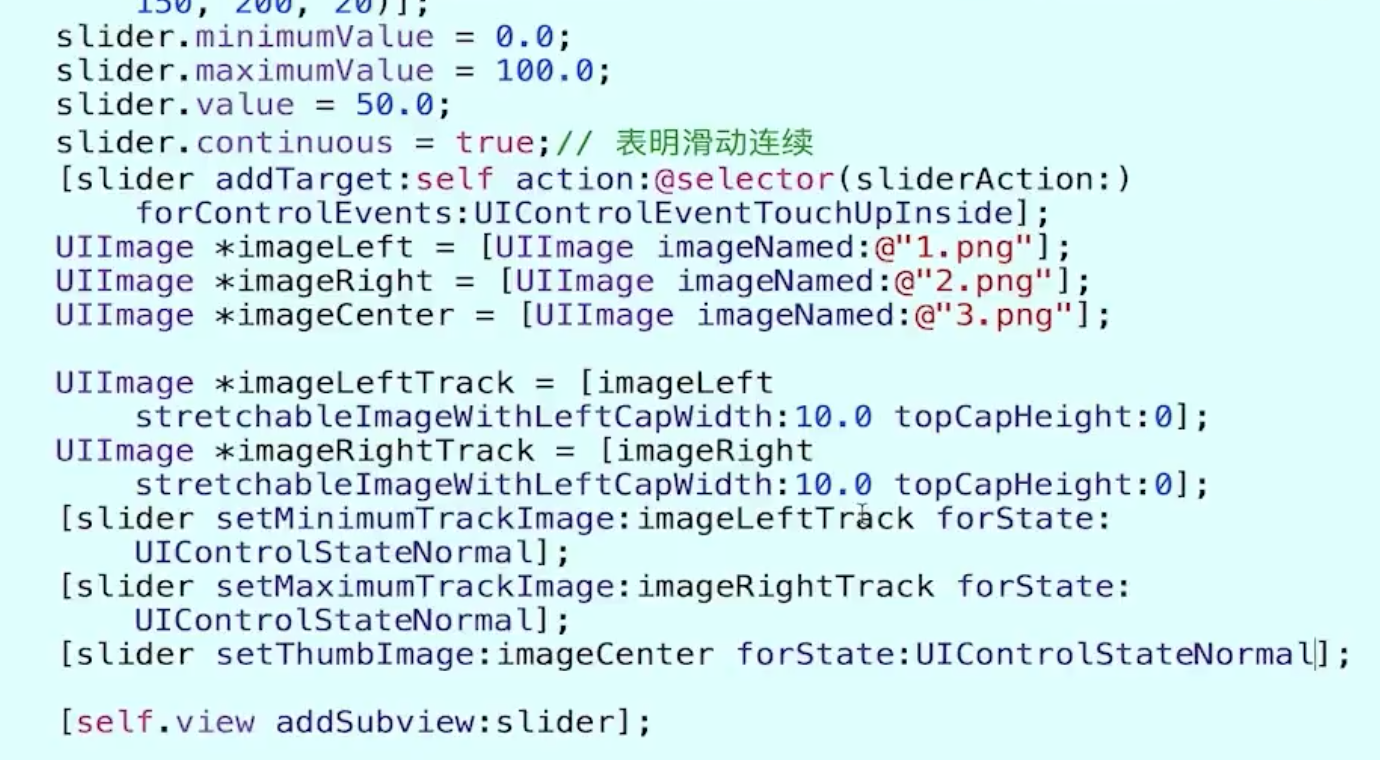 150, 200, 20)];
slider.minimumValue = 0.0;
slider.maximumValue = 100.0;
slider.value = 50.0;
slider.continuous = true;// 表明滑动连续
[slider addTarget:self action:@selector(sliderAction:)
forControlEvents:UIControlEventTouchUpInside];
UIImage *imageLeft = [UIImage imageNamed:@"1.png"];
UIImage *imageRight = [UIImage imageNamed:@"2.png"];
UIImage *imageCenter = [UIImage imageNamed:@"3.png"];
UIImage *imageLeftTrack = [imageLeft
stretchableImageWithLeftCapWidth:10.0 topCapHeight:0];
UIImage *imageRightTrack = [imageRight
stretchableImageWithLeftCapWidth:10.0 topCapHeight:0];
[slider setMinimumTrackImage:imageLeftTrack forState:
UIControlStateNormal];
[slider setMaximumTrackImage:imageRightTrack forState:
UIControlStateNormal];
[slider setThumbImage:imageCenter forState:UIControlStateNormal];
[self.view addSubview:slider];